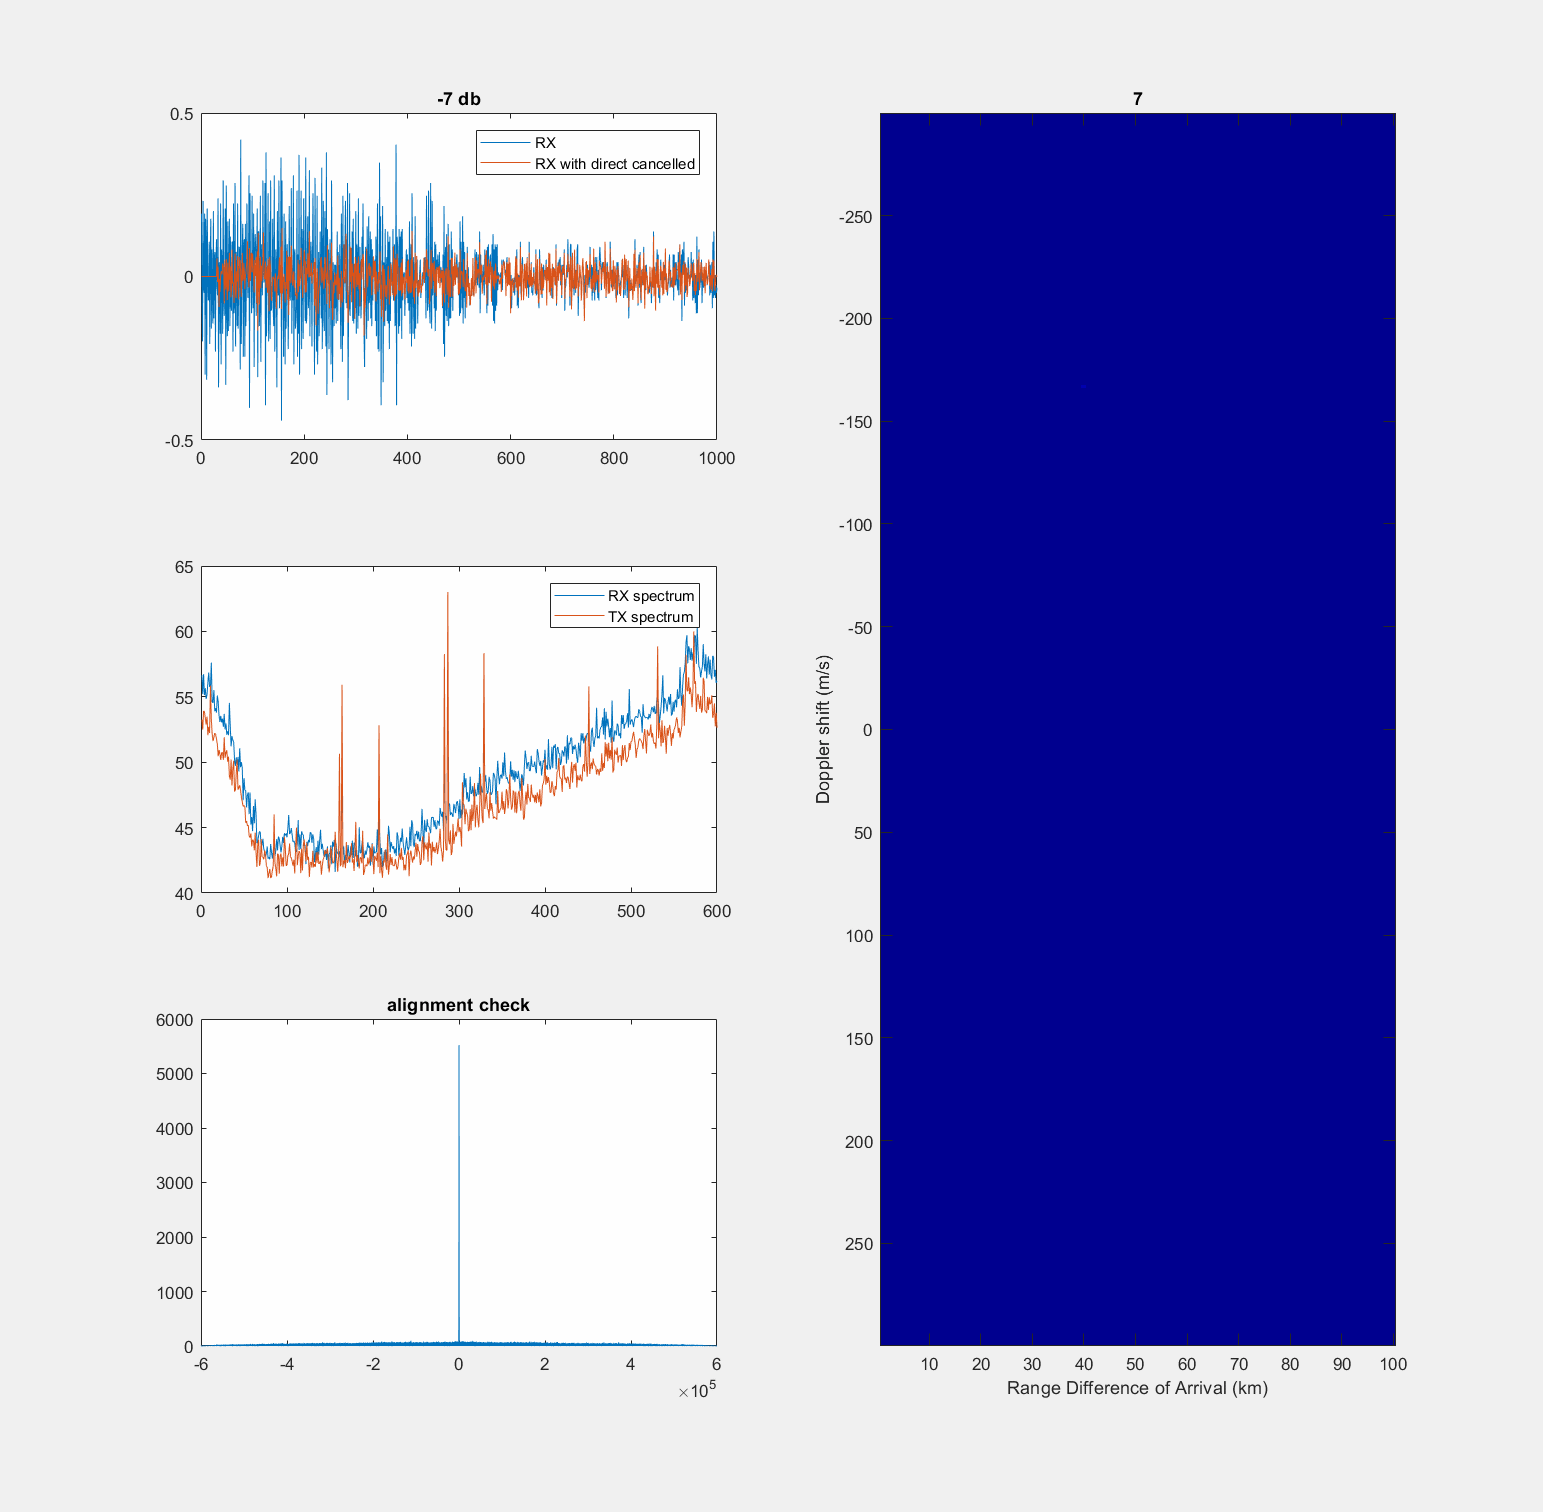 -7 db
0.5
0
-0.5
0 200 400 600 800 1000
RX
RX with direct cancelled
65
60
55
50
45
40
0 100 200 300 400 500 600
RX spectrum
TX spectrum
alignment check
6000
5000
4000
3000
2000
1000
0
-6 -4 -2 0 2 4 6
×10^5
7
Doppler shift (m/s)
-250
-200
-150
-100
-50
0
50
100
150
200
250
10 20 30 40 50 60 70 80 90 100
Range Difference of Arrival (km)